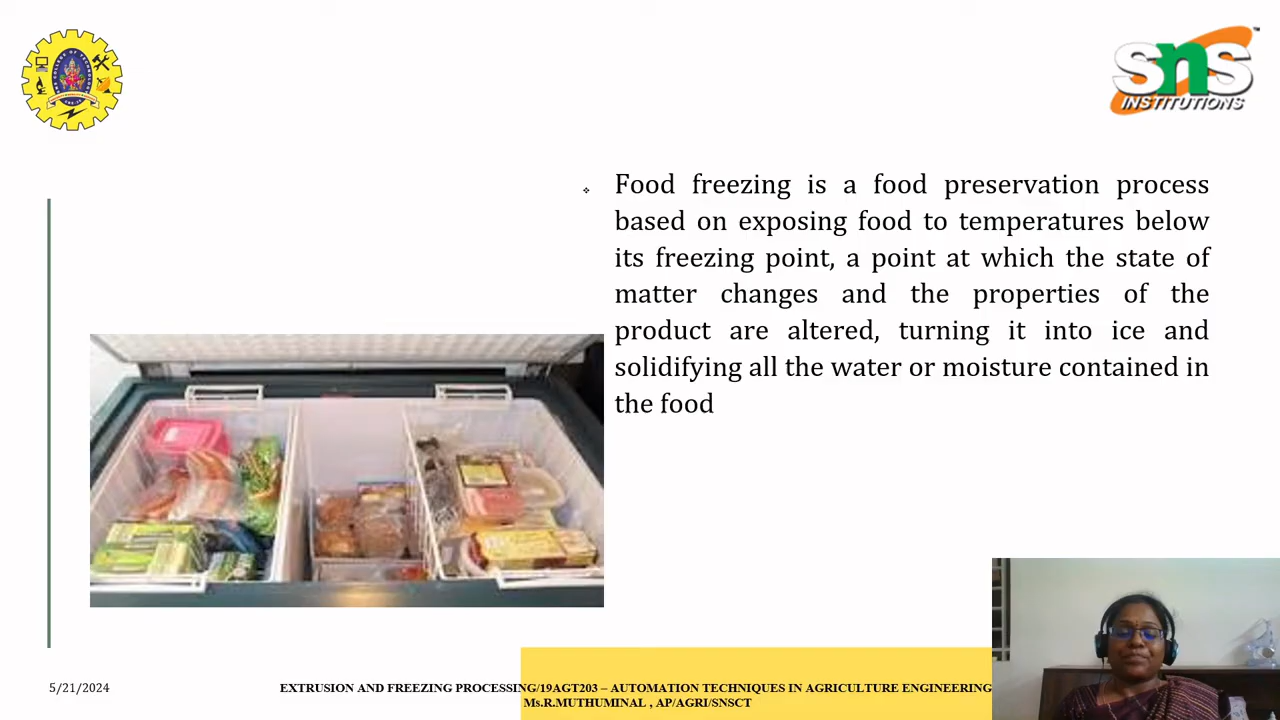 SNS
INSTITUTIONS
Food freezing is a food preservation process
based on exposing food to temperatures below
its freezing point, a point at which the state of
matter changes and the properties of the
product are altered, turning it into ice and
solidifying all the water or moisture contained in
the food
5/21/2024
EXTRUSION AND FREEZING PROCESSING/19AGT203 – AUTOMATION TECHNIQUES IN AGRICULTURE ENGINEERING
Ms.R.MUTHUMINAL , AP/AGRI/SNSCT